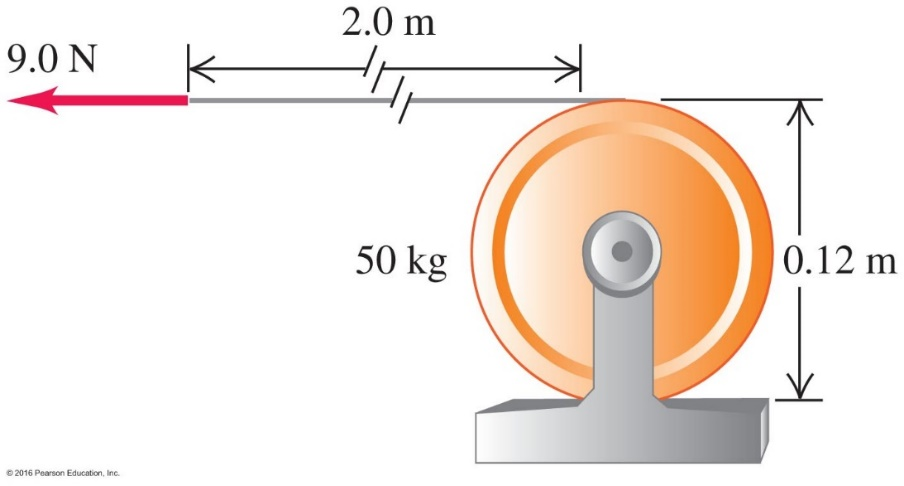 2.0 m
9.0 N
50 kg
0.12 m
© 2016 Pearson Education, Inc.